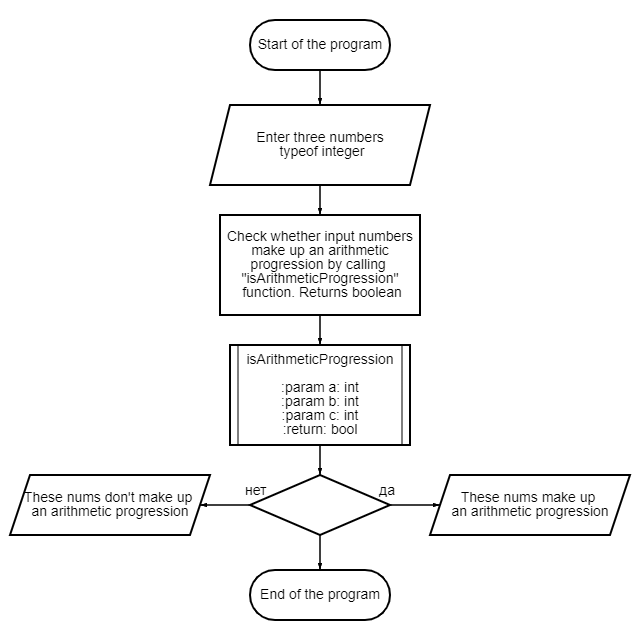 Start of the program
Enter three numbers
typeof integer
Check whether input numbers
make up an arithmetic
progression by calling
"isArithmeticProgression"
function. Returns boolean
isArithmeticProgression
:param a: int
:param b: int
:param c: int
:return: bool
нет
да
These nums don't make up
an arithmetic progression
These nums make up
an arithmetic progression
End of the program